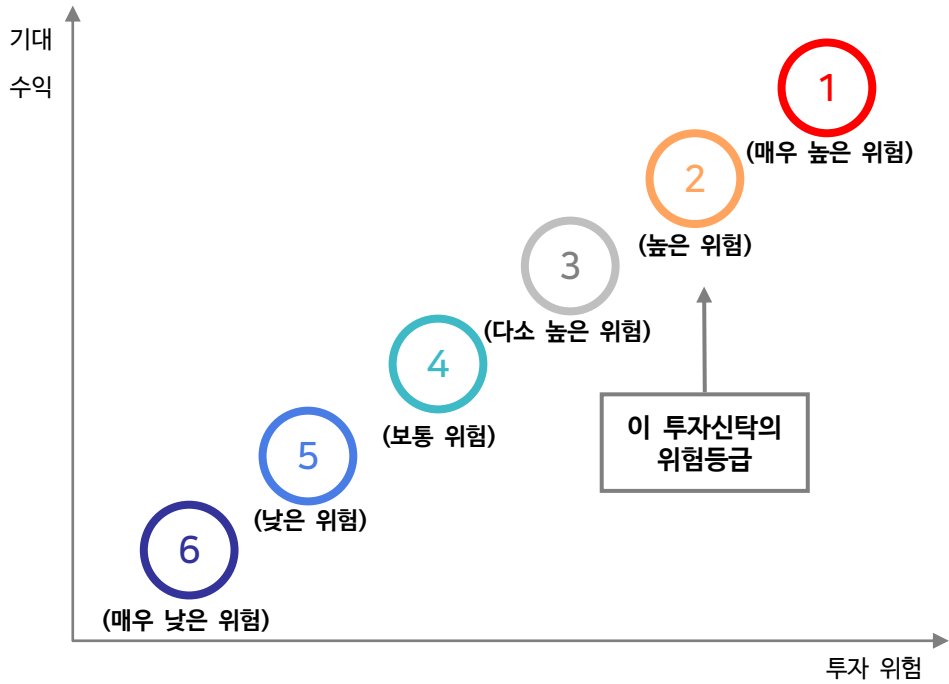 기대
수익
1
(매우 높은 위험)
2
(높은 위험)
3
(다소 높은 위험)
4
(보통 위험)
이 투자신탁의
위험등급
5
(낮은 위험)
6
(매우 낮은 위험)
투자 위험